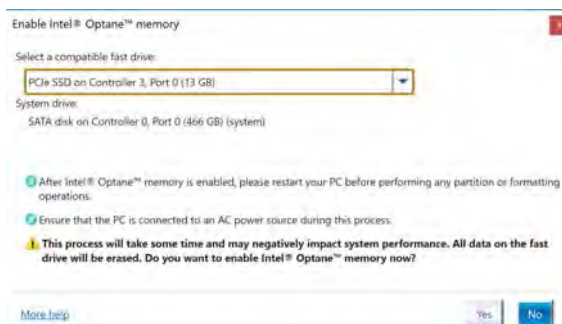 Enable Intel® Optane™ memory
Select a compatible fast drive:
PCIe SSD on Controller 3, Port 0 (13 GB)
System drive:
SATA disk on Controller 0, Port 0 (466 GB) (system)
After Intel® Optane™ memory is enabled, please restart your PC before performing any partition or formatting
operations.
Ensure that the PC is connected to an AC power source during this process.
This process will take some time and may negatively impact system performance. All data on the fast
drive will be erased. Do you want to enable Intel® Optane™ memory now?
More help
Yes
No